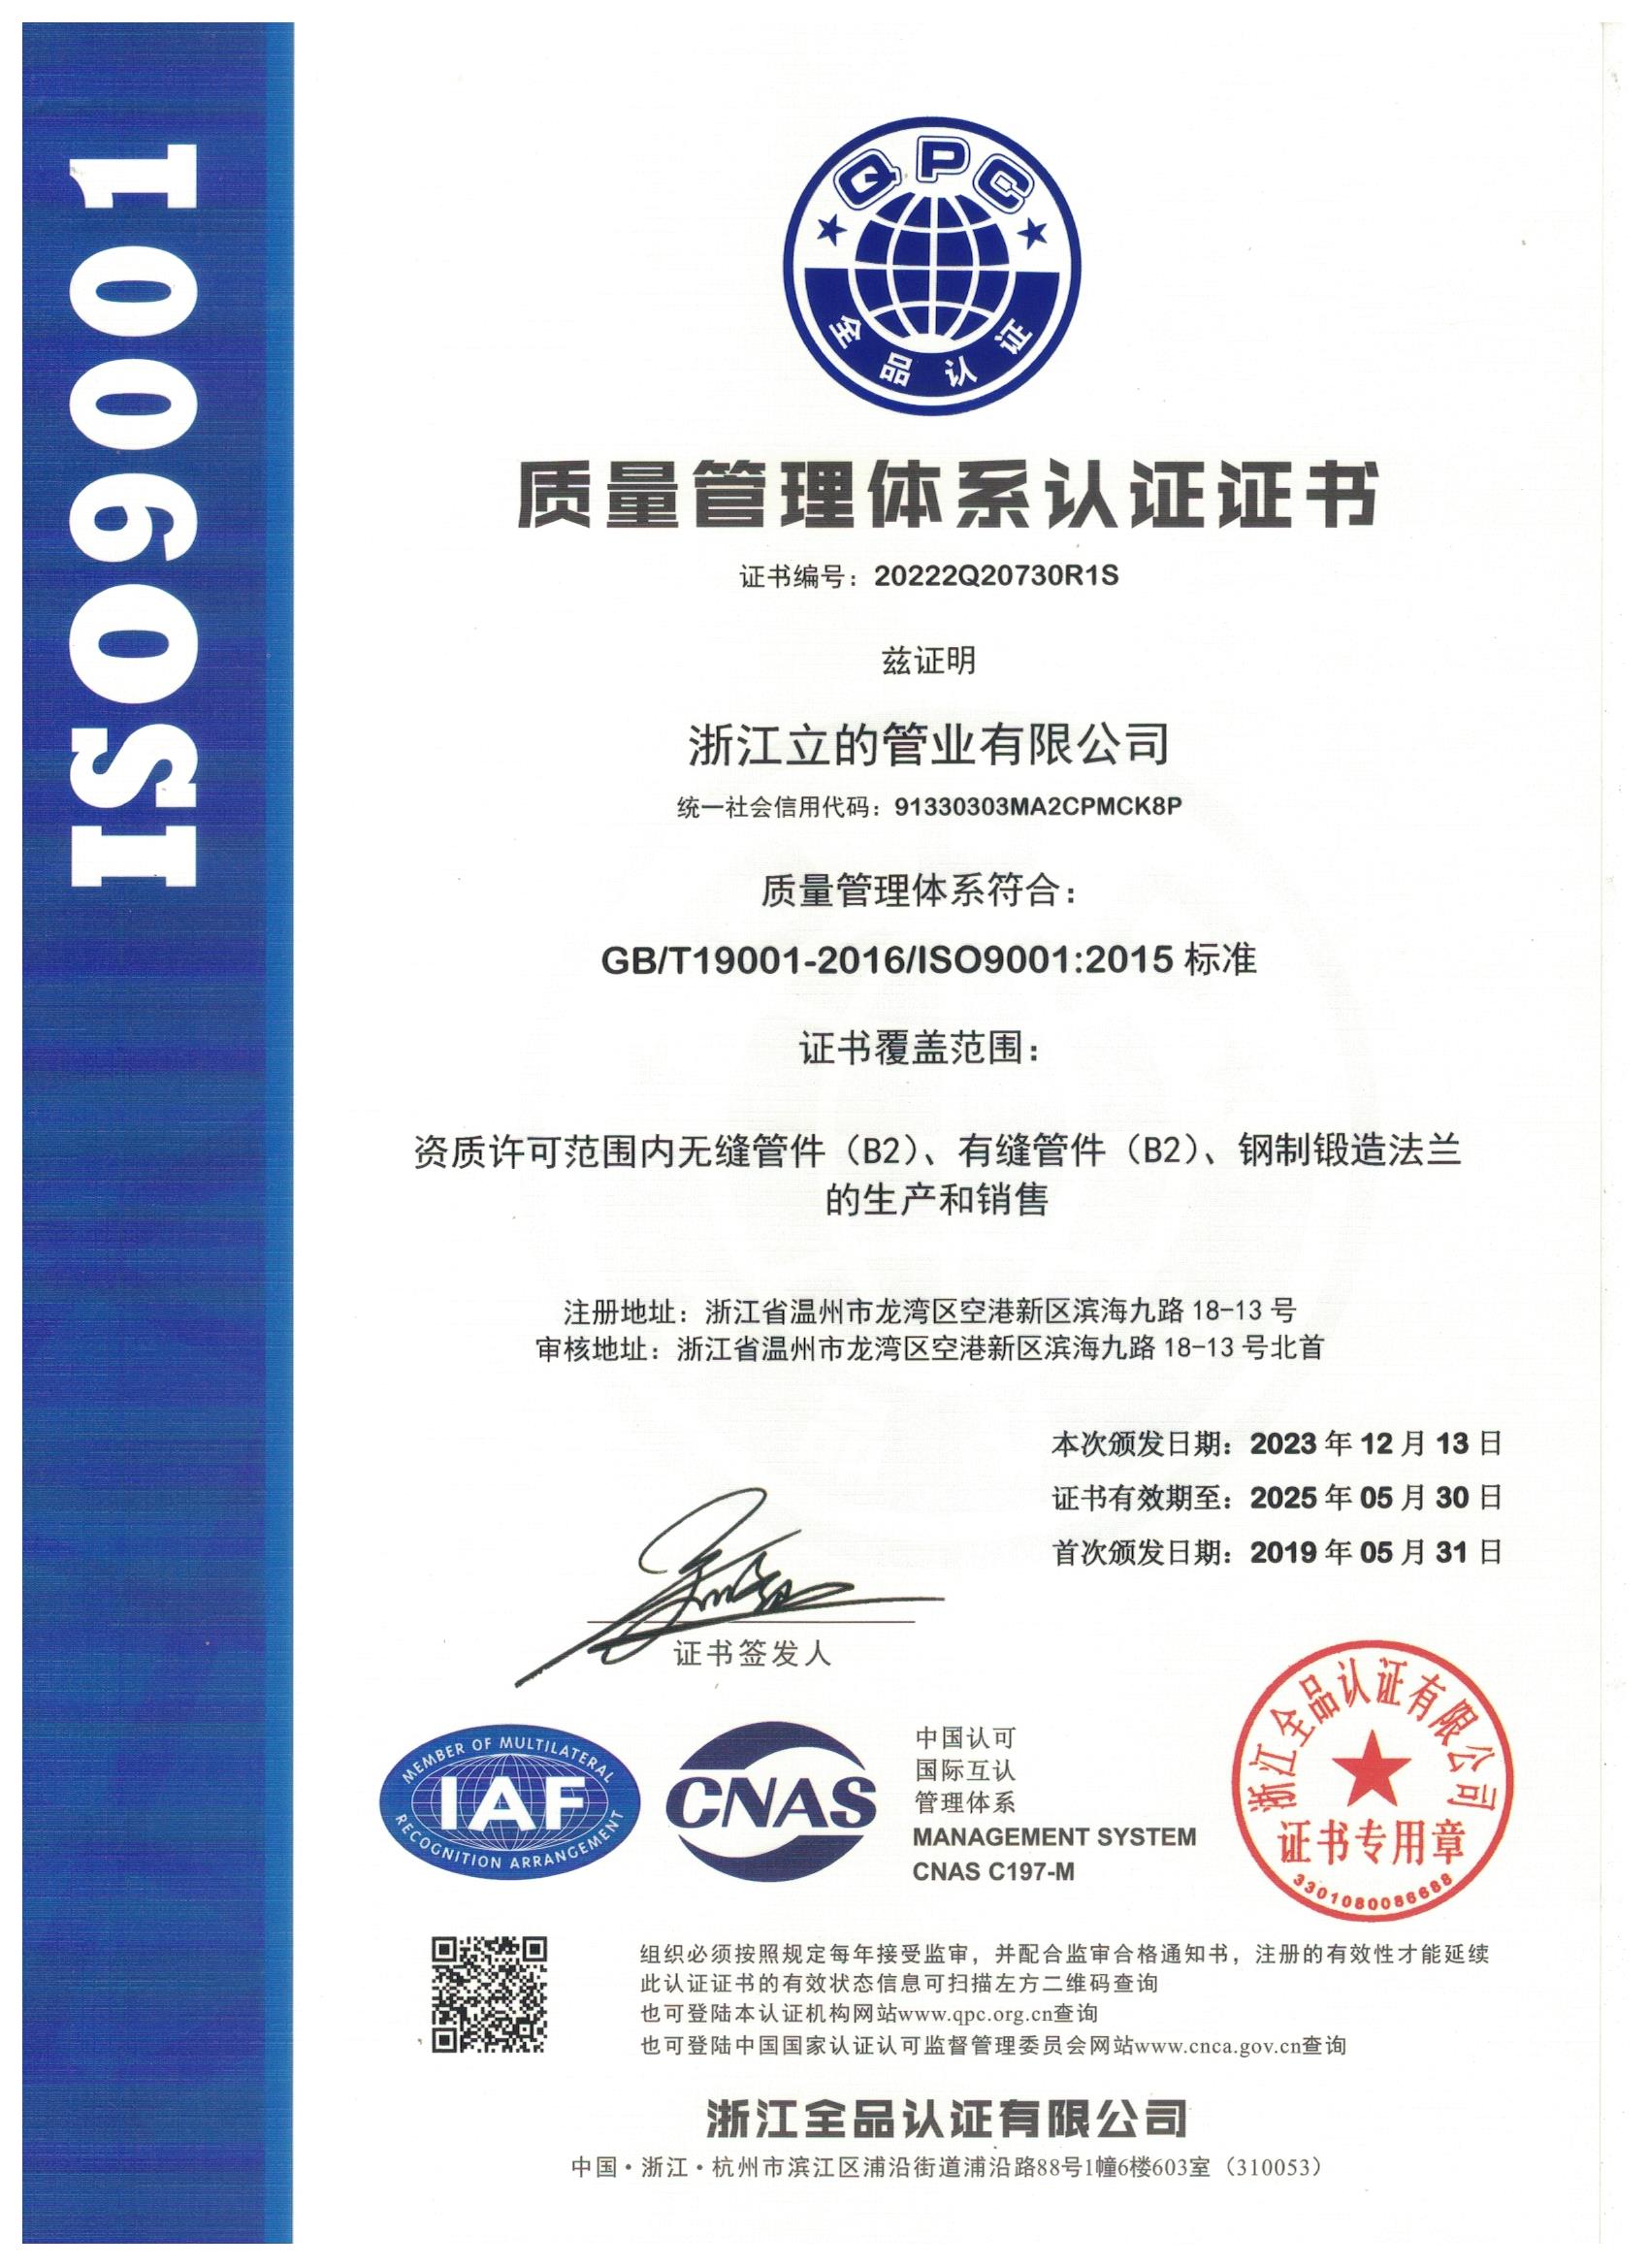 ISO9001
QPC
全品认证
质量管理体系认证证书
证书编号：20222Q20730R1S
兹证明
浙江立的管业有限公司
统一社会信用代码：91330303MA2CPMCK8P
质量管理体系符合：
GB/T19001-2016/ISO9001:2015 标准
证书覆盖范围：
资质许可范围内无缝管件（B2）、有缝管件（B2）、钢制锻造法兰
的生产和销售
注册地址：浙江省温州市龙湾区空港新区滨海九路 18-13 号
审核地址：浙江省温州市龙湾区空港新区滨海九路 18-13 号北首
本次颁发日期：2023 年 12 月 13 日
证书有效期至：2025 年 05 月 30 日
首次颁发日期：2019 年 05 月 31 日
证书签发人
MEMBER OF MULTILATERAL
IAF
RECOGNITION ARRANGEMENT
CNAS
中国认可
国际互认
管理体系
MANAGEMENT SYSTEM
CNAS C197-M
浙江全品认证有限公司
证书专用章
3301080086688
组织必须按照规定每年接受监审，并配合监审合格通知书，注册的有效性才能延续
此认证证书的有效状态信息可扫描左方二维码查询
也可登陆本认证机构网站www.qpc.org.cn查询
也可登陆中国国家认证认可监督管理委员会网站www.cnca.gov.cn查询
浙江全品认证有限公司
中国·浙江·杭州市滨江区浦沿街道浦沿路88号1幢6楼603室（310053）